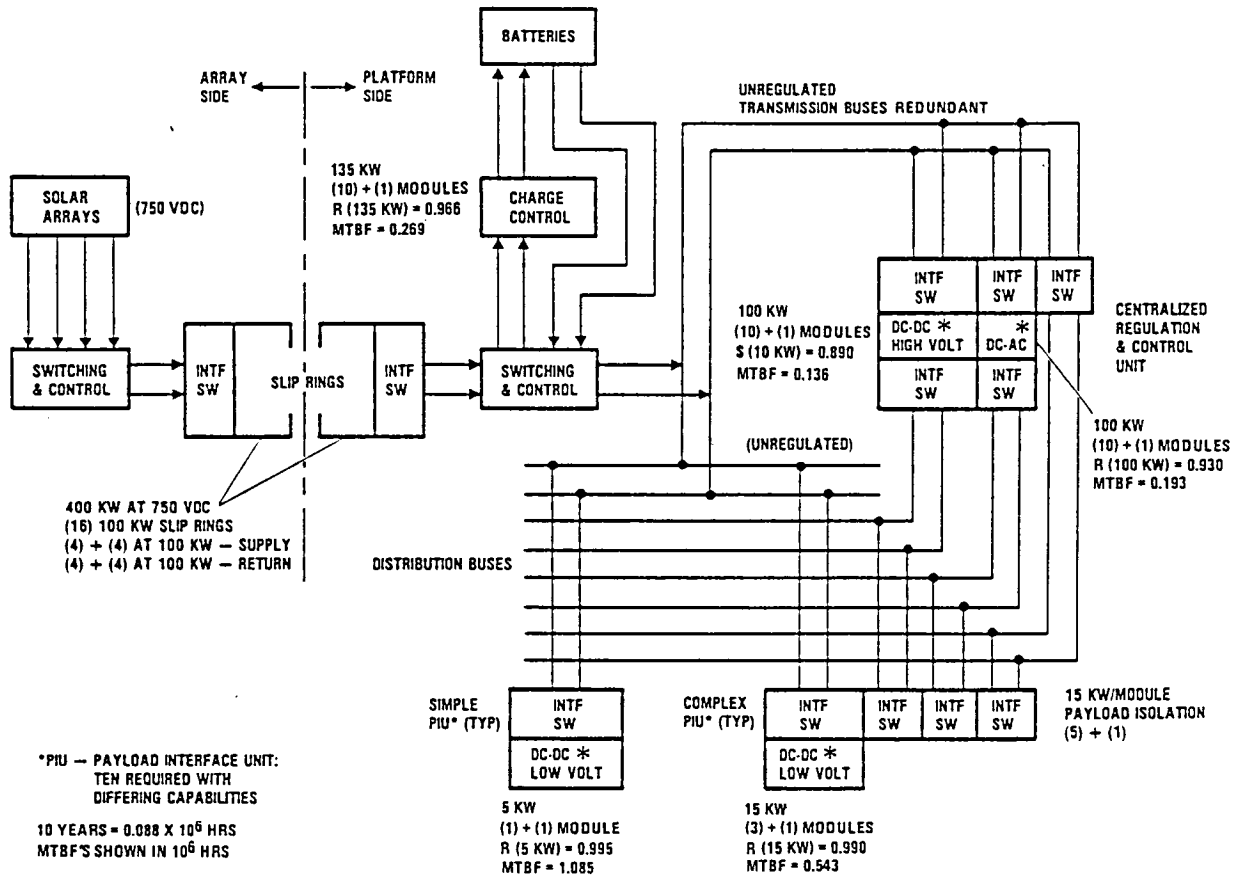 BATTERIES
ARRAY
SIDE
PLATFORM
SIDE
UNREGULATED
TRANSMISSION BUSES REDUNDANT
135 KW
(10) + (1) MODULES
R (135 KW) = 0.966
MTBF = 0.269
CHARGE
CONTROL
SOLAR
ARRAYS
(750 VDC)
SWITCHING
& CONTROL
INTF
SW
SLIP RINGS
INTF
SW
SWITCHING
& CONTROL
100 KW
(10) + (1) MODULES
S (10 KW) = 0.890
MTBF = 0.136
INTF
SW
INTF
SW
INTF
SW
DC-DC *
HIGH VOLT
*
DC-AC
INTF
SW
INTF
SW
CENTRALIZED
REGULATION
& CONTROL
UNIT
100 KW
(10) + (1) MODULES
R (100 KW) = 0.930
MTBF = 0.193
(UNREGULATED)
400 KW AT 750 VDC
(16) 100 KW SLIP RINGS
(4) + (4) AT 100 KW — SUPPLY
(4) + (4) AT 100 KW — RETURN
DISTRIBUTION BUSES
SIMPLE
PIU* (TYP)
INTF
SW
DC-DC *
LOW VOLT
5 KW
(1) + (1) MODULE
R (5 KW) = 0.995
MTBF = 1.085
COMPLEX
PIU* (TYP)
INTF
SW
INTF
SW
INTF
SW
INTF
SW
DC-DC *
LOW VOLT
15 KW
(3) + (1) MODULES
R (15 KW) = 0.990
MTBF = 0.543
15 KW/MODULE
PAYLOAD ISOLATION
(5) + (1)
*PIU — PAYLOAD INTERFACE UNIT:
TEN REQUIRED WITH
DIFFERING CAPABILITIES
10 YEARS = 0.088 X 10⁶ HRS
MTBF'S SHOWN IN 10⁶ HRS